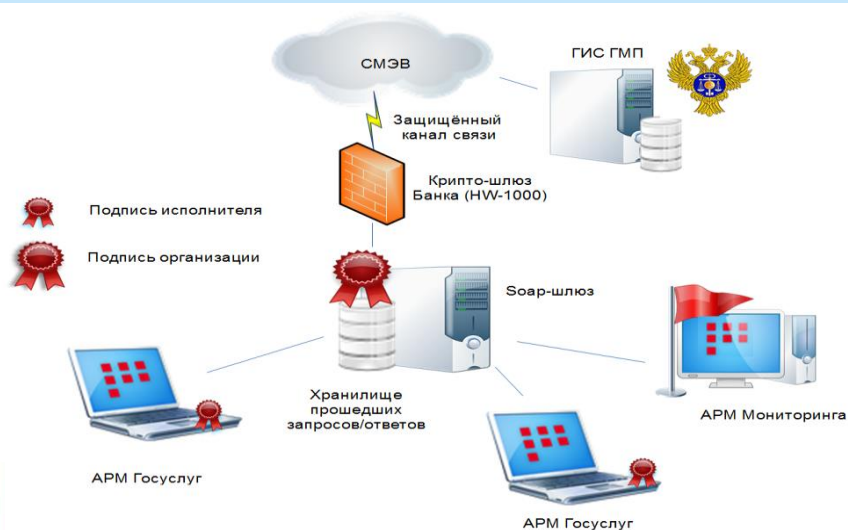 СМЭВ
ГИС ГМП
Защищённый
канал связи
Крипто-шлюз
Банка (HW-1000)
Подпись исполнителя
Подпись организации
Soap-шлюз
Хранилище
прошедших
запросов/ответов
АРМ Мониторинга
АРМ Госуслуг
АРМ Госуслуг